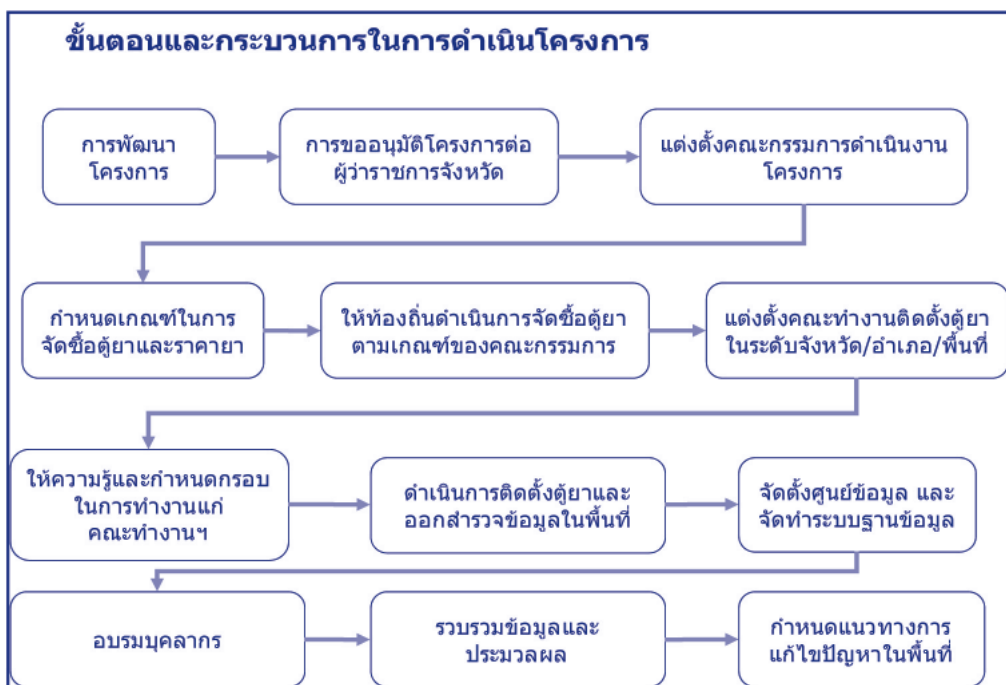 ขั้นตอนและกระบวนการในการดำเนินโครงการ
การพัฒนา
โครงการ
การขออนุมัติโครงการต่อ
ผู้ว่าราชการจังหวัด
แต่งตั้งคณะกรรมการดำเนินงาน
โครงการ
กำหนดเกณฑ์ในการ
จัดซื้อตู้ยาและราคายา
ให้ท้องถิ่นดำเนินการจัดซื้อตู้ยา
ตามเกณฑ์ของคณะกรรมการ
แต่งตั้งคณะทำงานติดตั้งตู้ยา
ในระดับจังหวัด/อำเภอ/พื้นที่
ให้ความรู้และกำหนดกรอบ
ในการทำงานแก่
คณะทำงานฯ
ดำเนินการติดตั้งตู้ยาและ
ออกสำรวจข้อมูลในพื้นที่
จัดตั้งศูนย์ข้อมูล และ
จัดทำระบบฐานข้อมูล
อบรมบุคลากร
รวบรวมข้อมูลและ
ประมวลผล
กำหนดแนวทางการ
แก้ไขปัญหาในพื้นที่